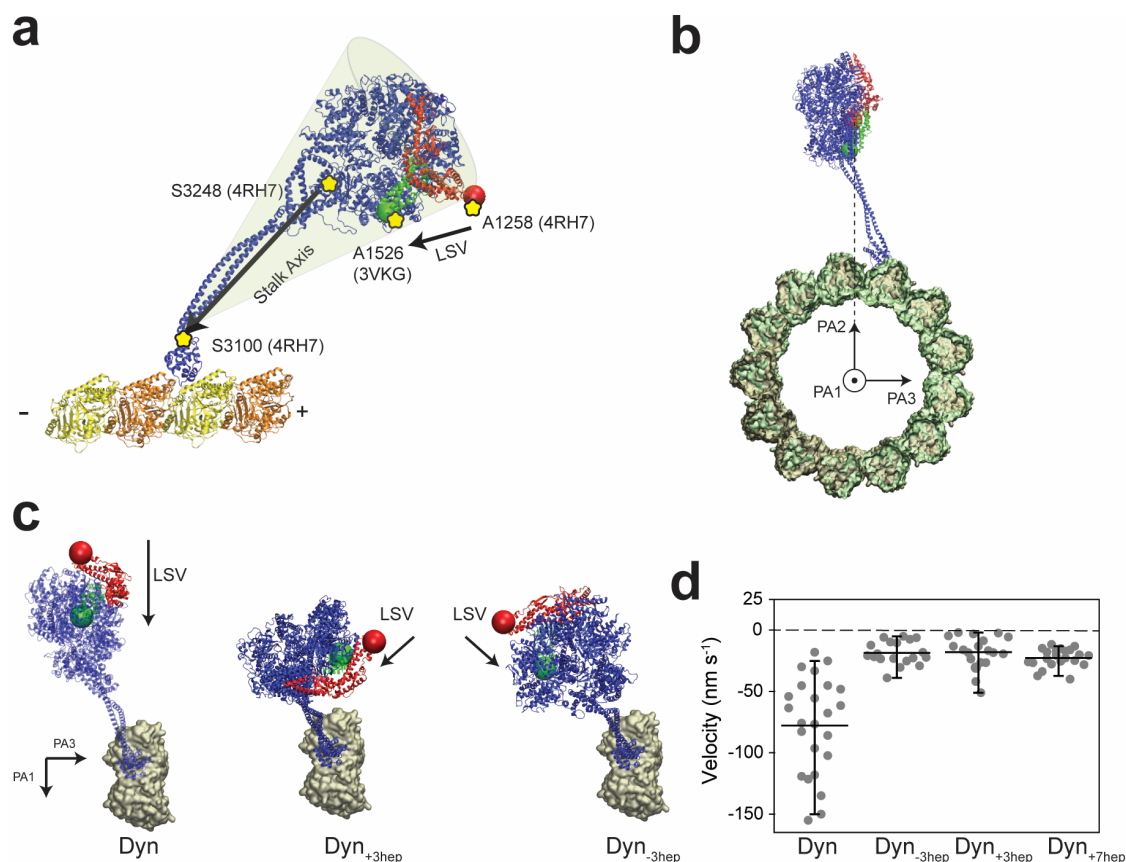 a
S3248 (4RH7)
Stalk Axis
A1258 (4RH7)
LSV
A1526
(3VKG)
S3100 (4RH7)
-
+
b
PA2
PA1
PA3
c
LSV
LSV
LSV
PA3
PA1
Dyn
Dyn+3hep
Dyn-3hep
d
25
0
-50
-100
-150
Velocity (nm s-1)
Dyn
Dyn-3hep
Dyn+3hep
Dyn+7hep